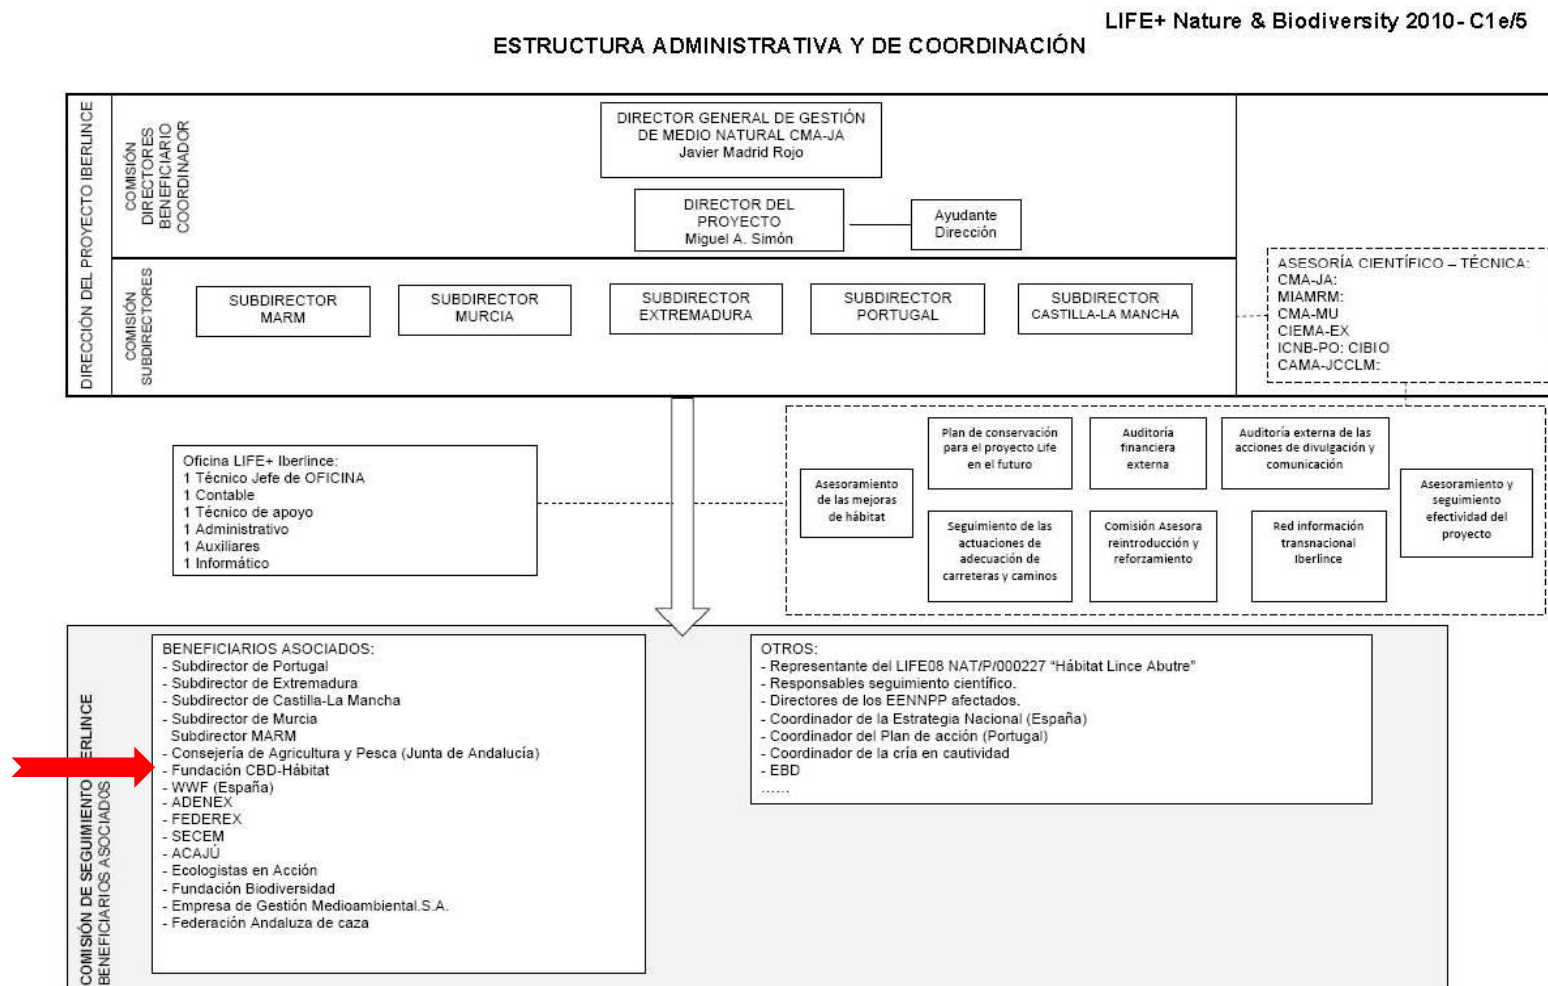 LIFE+ Nature & Biodiversity 2010- C1e/5
ESTRUCTURA ADMINISTRATIVA Y DE COORDINACIÓN
DIRECCIÓN DEL PROYECTO IBERLINCE
COMISIÓN
DIRECTORES
BENEFICIARIO
COORDINADOR
DIRECTOR GENERAL DE GESTIÓN
DE MEDIO NATURAL CMA-JA
Javier Madrid Rojo
DIRECTOR DEL
PROYECTO
Miguel A. Simón
Ayudante
Dirección
COMISIÓN
SUBDIRECTORES
SUBDIRECTOR
MARM
SUBDIRECTOR
MURCIA
SUBDIRECTOR
EXTREMADURA
SUBDIRECTOR
PORTUGAL
SUBDIRECTOR
CASTILLA-LA MANCHA
ASESORÍA CIENTÍFICO – TÉCNICA:
CMA-JA:
MIAMRM:
CMA-MU
CIEMA-EX
ICNB-PO: CIBIO
CAMA-JCCLM:
Oficina LIFE+ Iberlince:
1 Técnico Jefe de OFICINA
1 Contable
1 Técnico de apoyo
1 Administrativo
1 Auxiliares
1 Informático
Asesoramiento
de las mejoras
de hábitat
Plan de conservación
para el proyecto Life
en el futuro
Auditoría
financiera
externa
Auditoría externa de las
acciones de divulgación y
comunicación
Asesoramiento y
seguimiento
efectividad del
proyecto
Seguimiento de las
actuaciones de
adecuación de
carreteras y caminos
Comisión Asesora
reintroducción y
reforzamiento
Red información
transnacional
Iberlince
COMISIÓN DE SEGUIMIENTO ERLINCE
BENEFICIARIOS ASOCIADOS
BENEFICIARIOS ASOCIADOS:
- Subdirector de Portugal
- Subdirector de Extremadura
- Subdirector de Castilla-La Mancha
- Subdirector de Murcia
Subdirector MARM
- Consejería de Agricultura y Pesca (Junta de Andalucía)
- Fundación CBD-Hábitat
- WWF (España)
- ADENEX
- FEDEREX
- SECEM
- ACAJÚ
- Ecologistas en Acción
- Fundación Biodiversidad
- Empresa de Gestión Medioambiental.S.A.
- Federación Andaluza de caza
OTROS:
- Representante del LIFE08 NAT/P/000227 “Hábitat Lince Abutre”
- Responsables seguimiento científico.
- Directores de los EENNPP afectados.
- Coordinador de la Estrategia Nacional (España)
- Coordinador del Plan de acción (Portugal)
- Coordinador de la cría en cautividad
- EBD
......